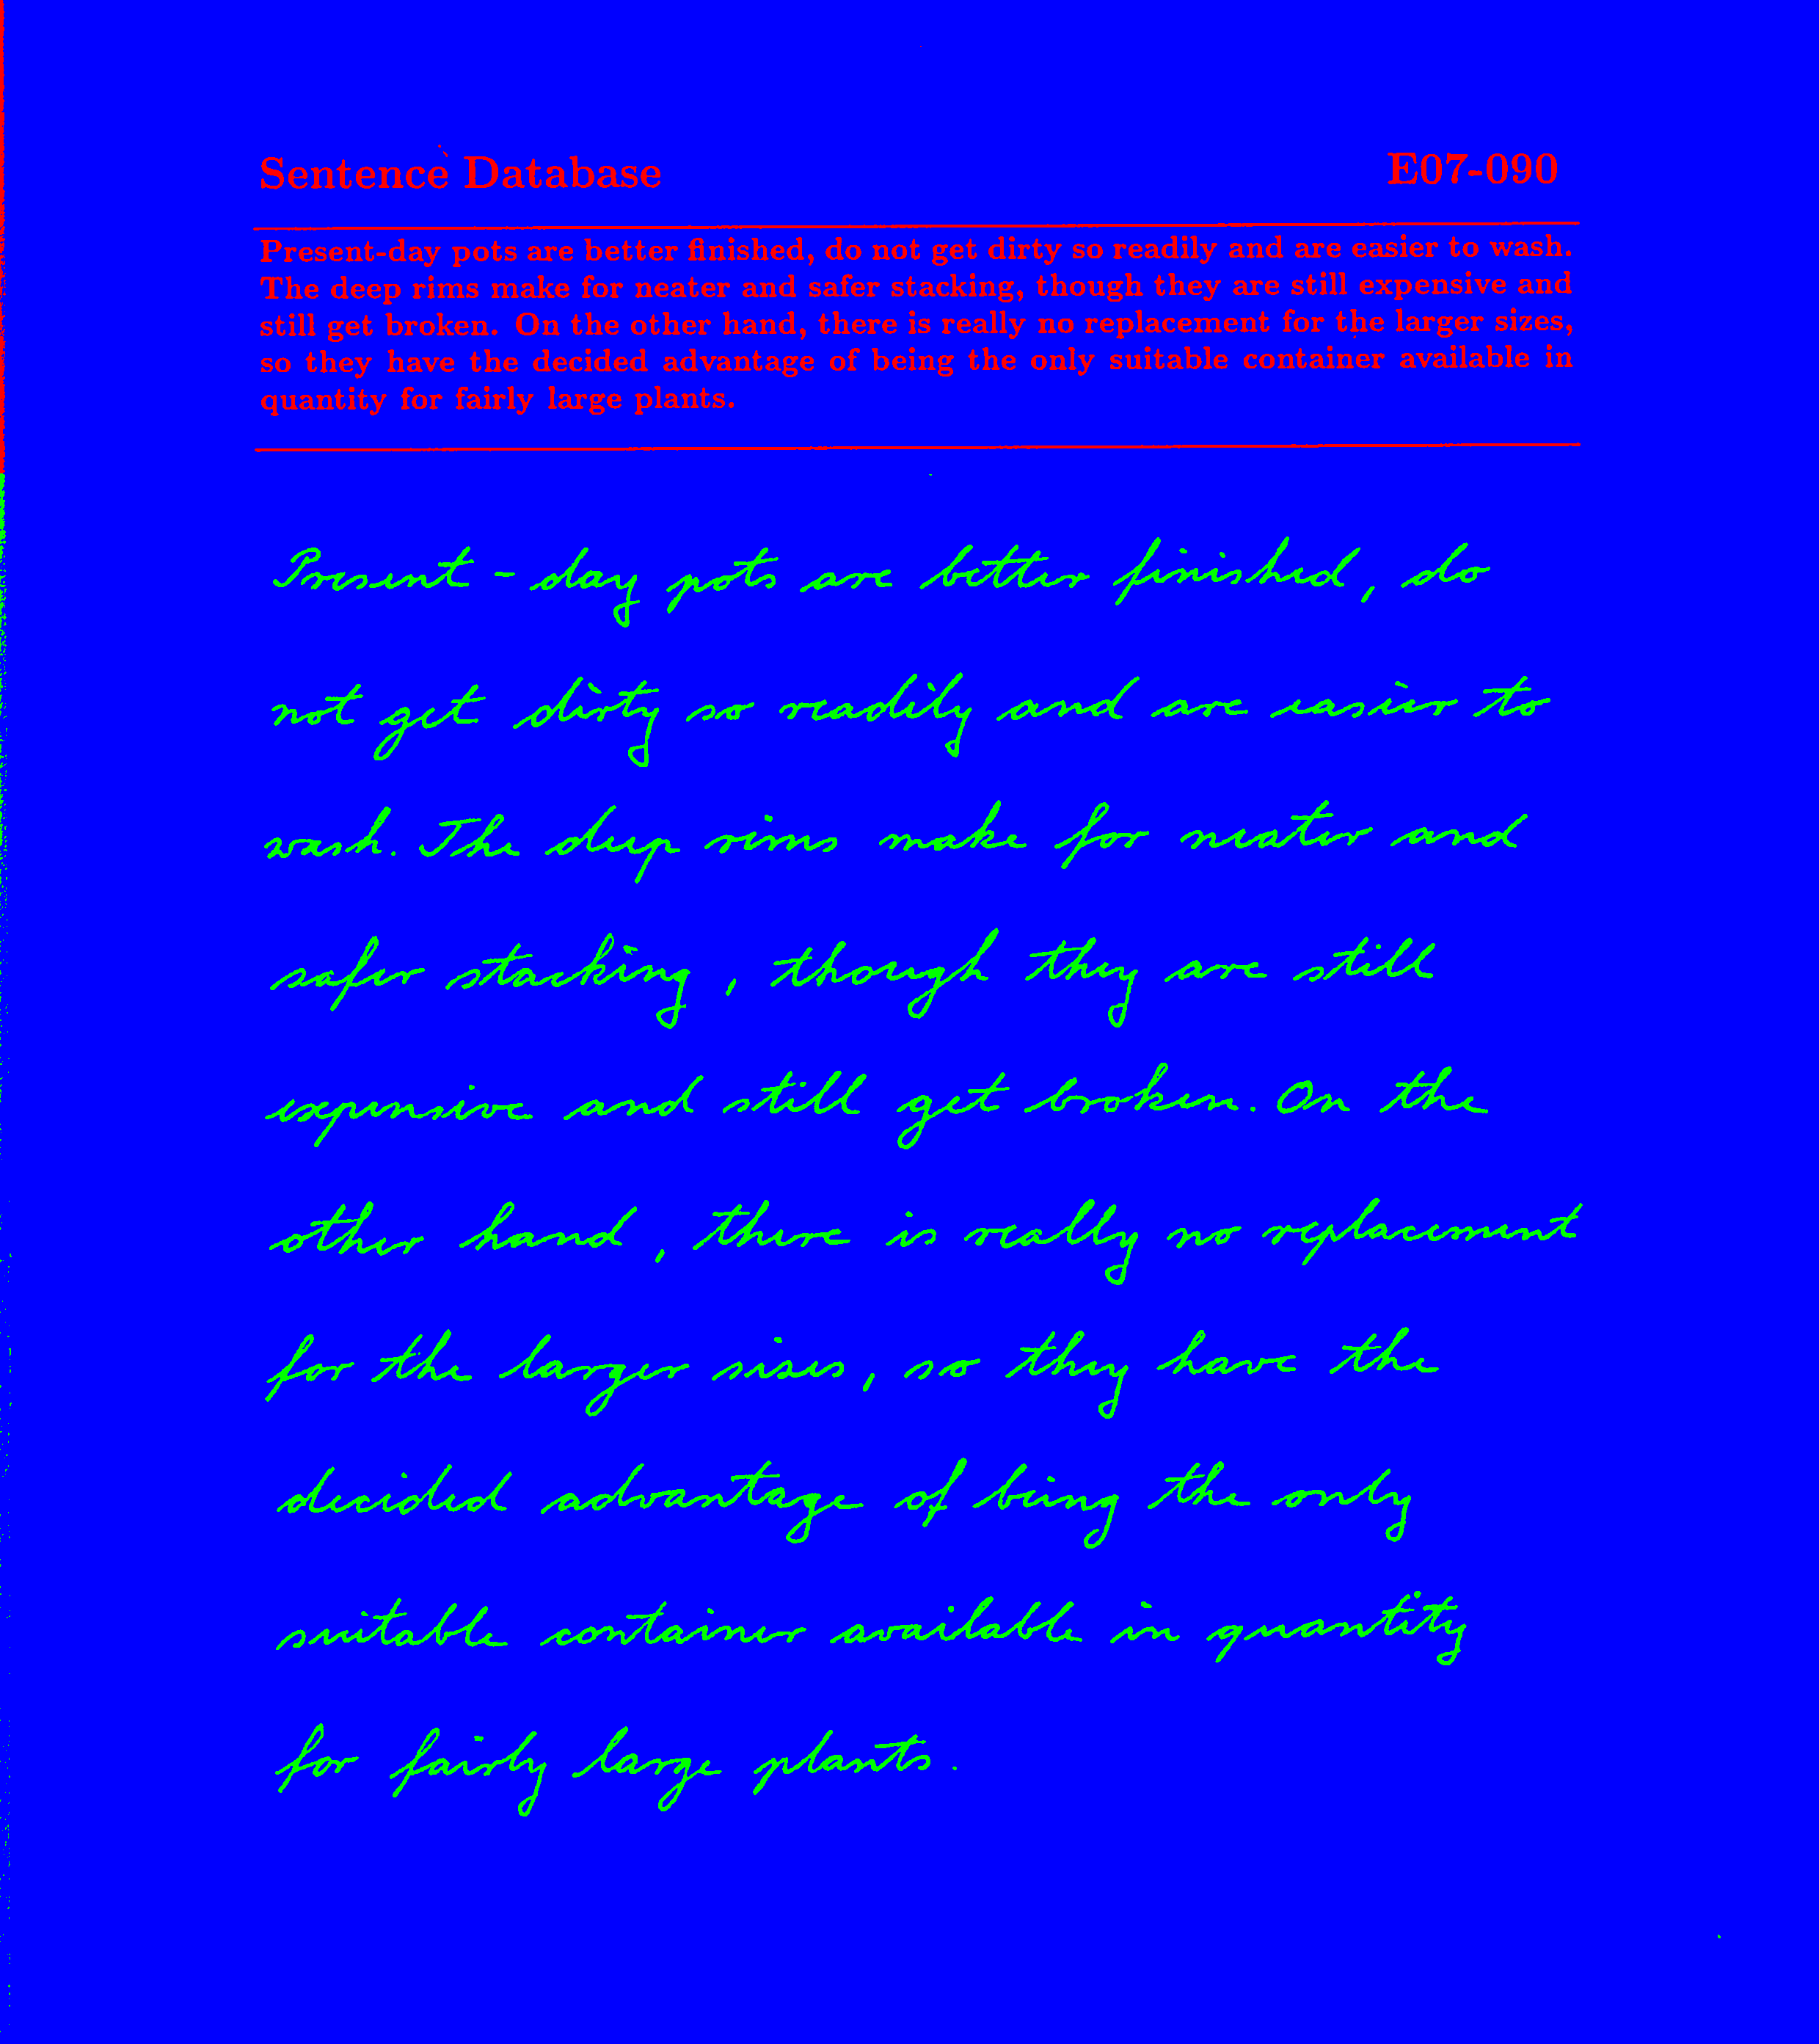 Sentence Database E07-090
Present-day pots are better finished, do not get dirty so readily and are easier to wash.
The deep rims make for neater and safer stacking, though they are still expensive and
still get broken. On the other hand, there is really no replacement for the larger sizes,
so they have the decided advantage of being the only suitable container available in
quantity for fairly large plants.
Present - day pots are better finished, do
not get dirty so readily and are easier to
wash. The deep rims make for neater and
safer stacking, though they are still
expensive and still get broken. On the
other hand, there is really no replacement
for the larger sizes, so they have the
decided advantage of being the only
suitable container available in quantity
for fairly large plants.